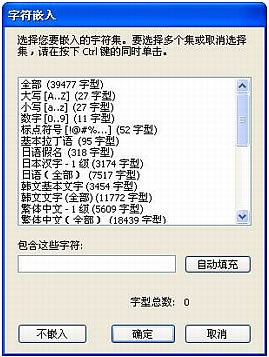 字符嵌入
选择您要嵌入的字符集。要选择多个集或取消选择
集，请在按下 Ctrl 键的同时单击。
全部 (39477 字型)
大写 [A..Z] (27 字型)
小写 [a..z] (27 字型)
数字 [0..9] (11 字型)
标点符号 [!@#%...] (52 字型)
基本拉丁语 (95 字型)
日语假名 (318 字型)
日本汉字 - 1 级 (3174 字型)
日语 ( 全部 ) (7517 字型)
韩文基本文字 (3454 字型)
韩文文字 (全部) (11772 字型)
繁体中文 - 1 级 (5609 字型)
繁体中文 ( 全部 ) (18439 字型)
包含这些字符:
自动填充
字型总数: 0
不嵌入
确定
取消